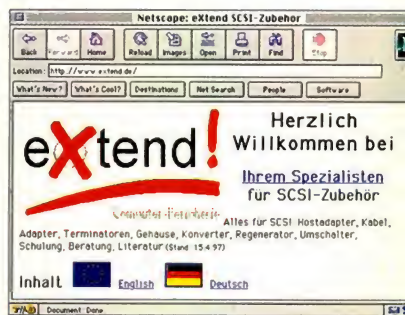 Netscape: eXtend SCSI-Zubehör
Back Forward Home Reload Images Open Print Find Stop
Location: http://www.extend.de/
What's New? What's Cool? Destinations Net Search People Software
eXtend!
Computer-Peripherie
Herzlich
Willkommen bei
Ihrem Spezialisten
für SCSI-Zubehör
Alles für SCSI: Hostadapter, Kabel,
Adapter, Terminatoren, Gehäuse, Konverter, Regenerator, Umschalter,
Schulung, Beratung, Literatur (Stand: 15.4.97)
Inhalt English Deutsch
Document: Done.